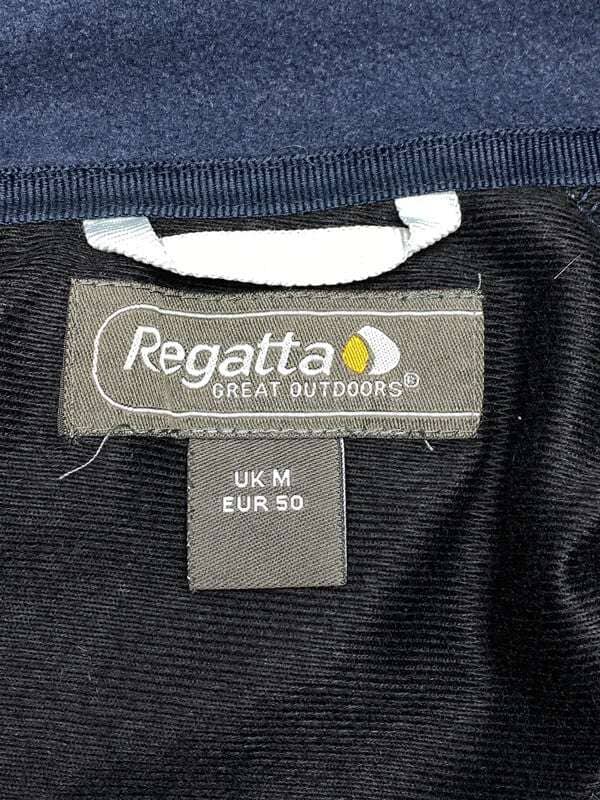 Regatta
GREAT OUTDOORS®
UK M
EUR 50